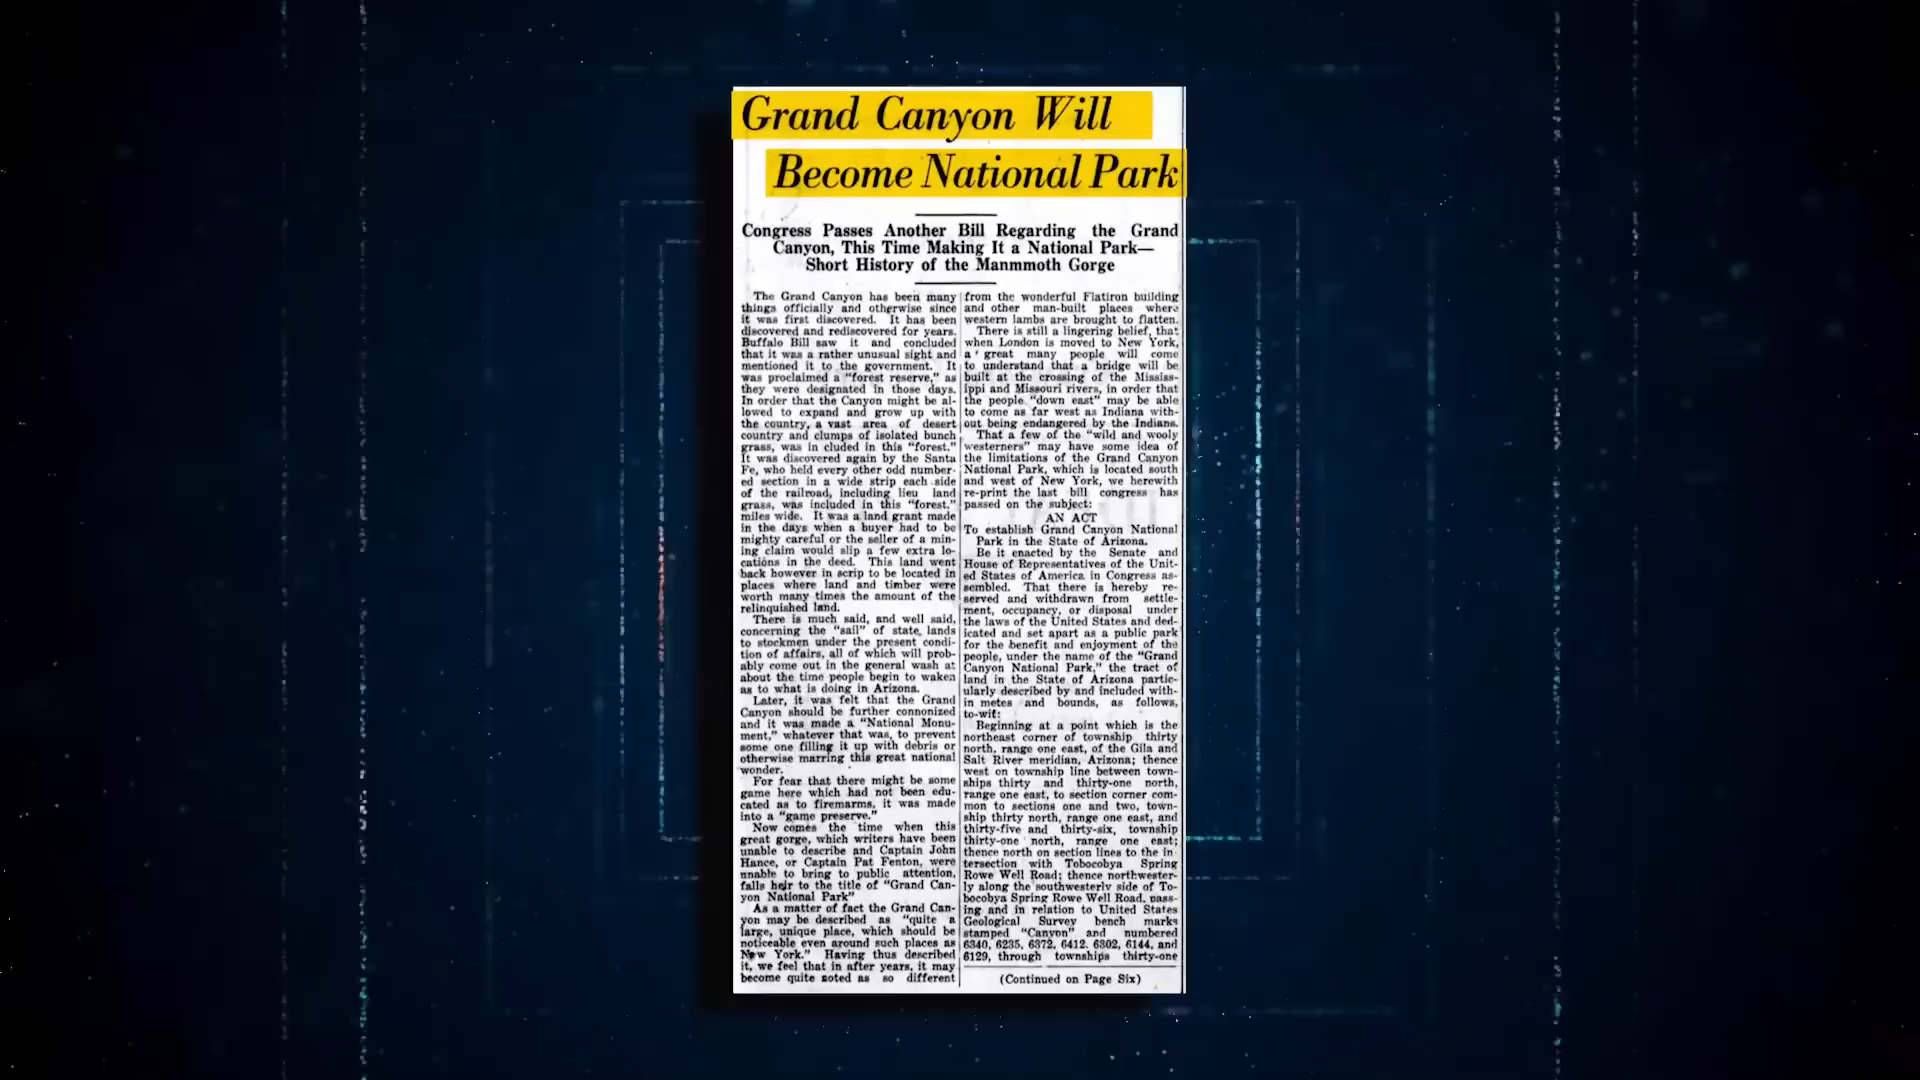 Grand Canyon Will
Become National Park
Congress Passes Another Bill Regarding the Grand
Canyon, This Time Making It a National Park—
Short History of the Manmmoth Gorge
The Grand Canyon has been many
things officially and otherwise since
it was first discovered. It has been
discovered and rediscovered for years.
Buffalo Bill saw it and concluded
that it was a rather unusual sight and
mentioned it to the government. It
was proclaimed a "forest reserve," as
they were designated in those days.
In order that the Canyon might be al-
lowed to expand and grow up with
the country, a vast area of desert
country and clumps of isolated bunch
grass, was in cluded in this "forest."
It was discovered again by the Santa
Fe, who held every other odd number-
ed section in a wide strip each side
of the railroad, including lieu land
grass, was included in this "forest."
miles wide. It was a land grant made
in the days when a buyer had to be
mighty careful or the seller of a min-
ing claim would slip a few extra lo-
cations in the deed. This land went
back however in scrip to be located in
places where land and timber were
worth many times the amount of the
relinquished land.
There is much said, and well said,
concerning the "sail" of state, lands
to stockmen under the present condi-
tion of affairs, all of which will prob-
ably come out in the general wash at
about the time people begin to waken
as to what is doing in Arizona.
Later, it was felt that the Grand
Canyon should be further connonized
and it was made a "National Monu-
ment," whatever that was, to prevent
some one filling it up with debris or
otherwise marring this great national
wonder.
For fear that there might be some
game here which had not been edu-
cated as to firemarms, it was made
into a "game preserve."
Now comes the time when this
great gorge, which writers have been
unable to describe and Captain John
Hance, or Captain Pat Fenton, were
unable to bring to public attention,
falls heir to the title of "Grand Can-
yon National Park"
As a matter of fact the Grand Can-
yon may be described as "quite a
large, unique place, which should be
noticeable even around such places as
New York." Having thus described
it, we feel that in after years, it may
become quite noted as so different
from the wonderful Flatiron building
and other man-built places where
western lambs are brought to flatten.
There is still a lingering belief, that
when London is moved to New York,
a great many people will come
to understand that a bridge will be
built at the crossing of the Mississ-
ippi and Missouri rivers, in order that
the people "down east" may be able
to come as far west as Indiana with-
out being endangered by the Indians.
That a few of the "wild and wooly
westerners" may have some idea of
the limitations of the Grand Canyon
National Park, which is located south
and west of New York, we herewith
re-print the last bill congress has
passed on the subject:
AN ACT
To establish Grand Canyon National
Park in the State of Arizona.
Be it enacted by the Senate and
House of Representatives of the Unit-
ed States of America in Congress as-
sembled. That there is hereby re-
served and withdrawn from settle-
ment, occupancy, or disposal under
the laws of the United States and ded-
icated and set apart as a public park
for the benefit and enjoyment of the
people, under the name of the "Grand
Canyon National Park," the tract of
land in the State of Arizona partic-
ularly described by and included with-
in metes and bounds, as follows,
to-wit:
Beginning at a point which is the
northeast corner of township thirty
north, range one east, of the Gila and
Salt River meridian, Arizona; thence
west on township line between town-
ships thirty and thirty-one north,
range one east, to section corner com-
mon to sections one and two, town-
ship thirty north, range one east, and
thirty-five and thirty-six, township
thirty-one north, range one east;
thence north on section lines to the in-
tersection with Tobocobya Spring
Rowe Well Road; thence northwester-
ly along the southwesterly side of To-
bocobya Spring Rowe Well Road, pass-
ing and in relation to United States
Geological Survey bench marks
stamped "Canyon" and numbered
6340, 6235, 6372, 6412. 6302, 6144, and
6129, through townships thirty-one
(Continued on Page Six)